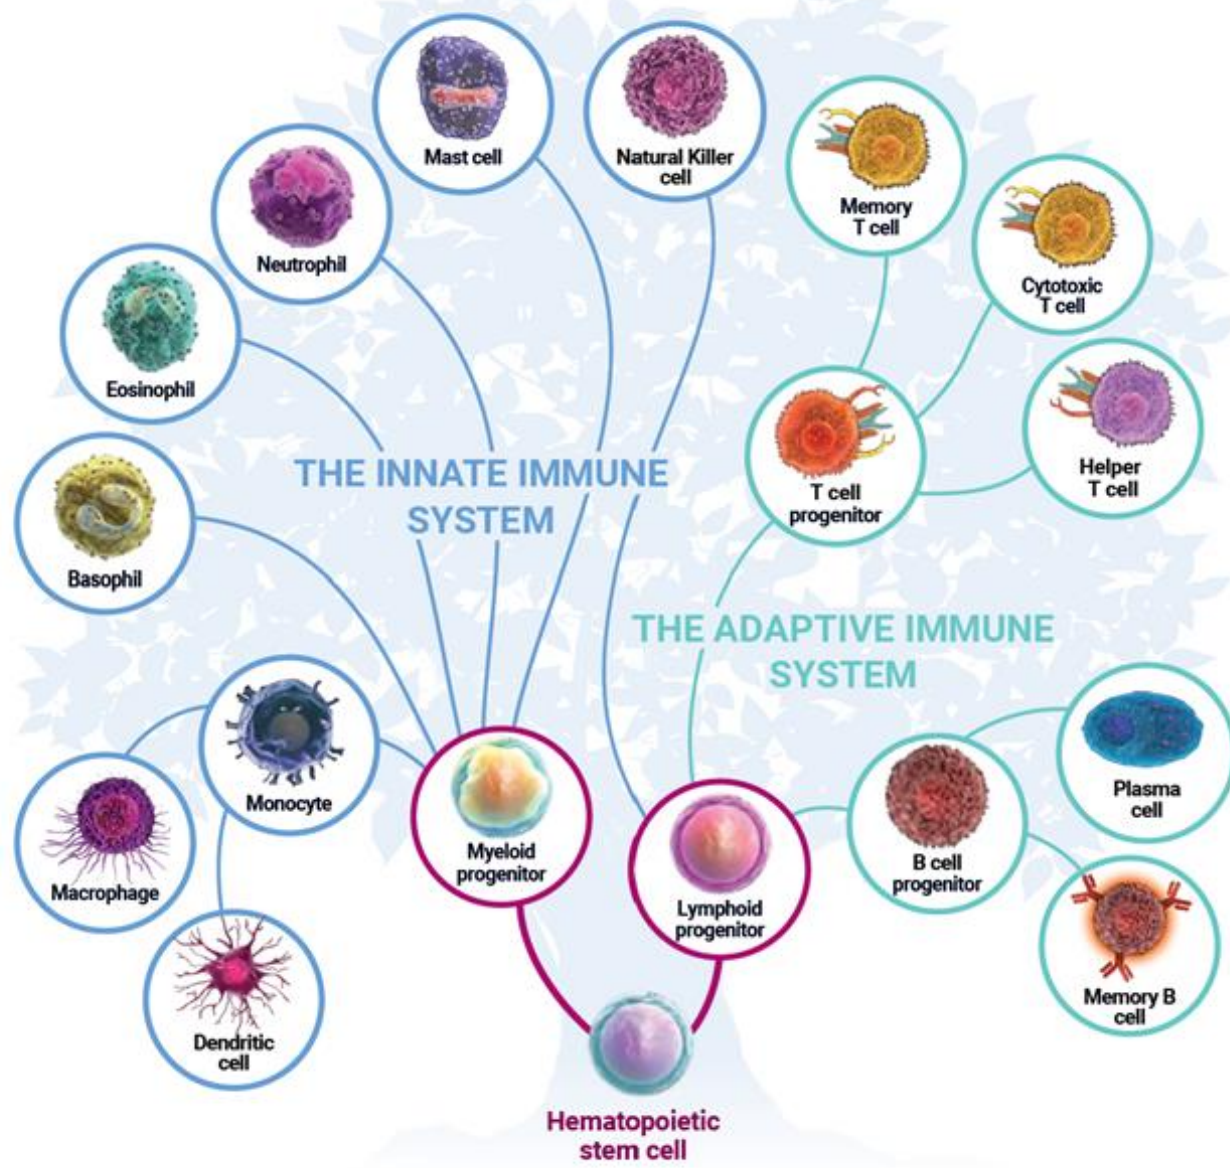 Mast cell
Natural Killer
cell
Memory
T cell
Neutrophil
Cytotoxic
T cell
Eosinophil
Helper
T cell
T cell
progenitor
THE INNATE IMMUNE
SYSTEM
Basophil
THE ADAPTIVE IMMUNE
SYSTEM
Monocyte
Plasma
cell
Myeloid
progenitor
B cell
progenitor
Macrophage
Lymphoid
progenitor
Memory B
cell
Dendritic
cell
Hematopoietic
stem cell